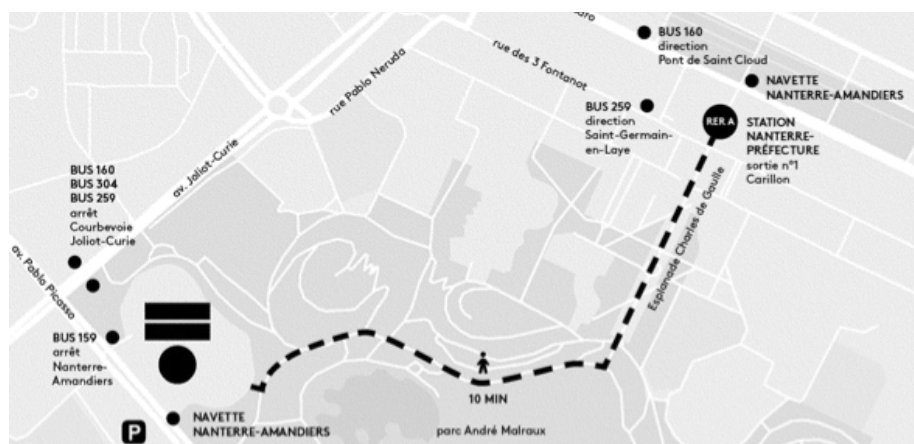 BUS 160
direction
Pont de Saint Cloud
rue des 3 Fontanot
NAVETTE
NANTERRE-AMANDIERS
rue Pablo Neruda
BUS 259
direction
Saint-Germain-
en-Laye
RER A
STATION
NANTERRE-
PRÉFECTURE
sortie n°1
Carillon
av. Joliot-Curie
BUS 160
BUS 304
BUS 259
arrêt
Courbevoie
Joliot-Curie
Esplanade Charles de Gaulle
av. Pablo Picasso
BUS 159
arrêt
Nanterre-
Amandiers
10 MIN
NAVETTE
NANTERRE-AMANDIERS
P
parc André Malraux